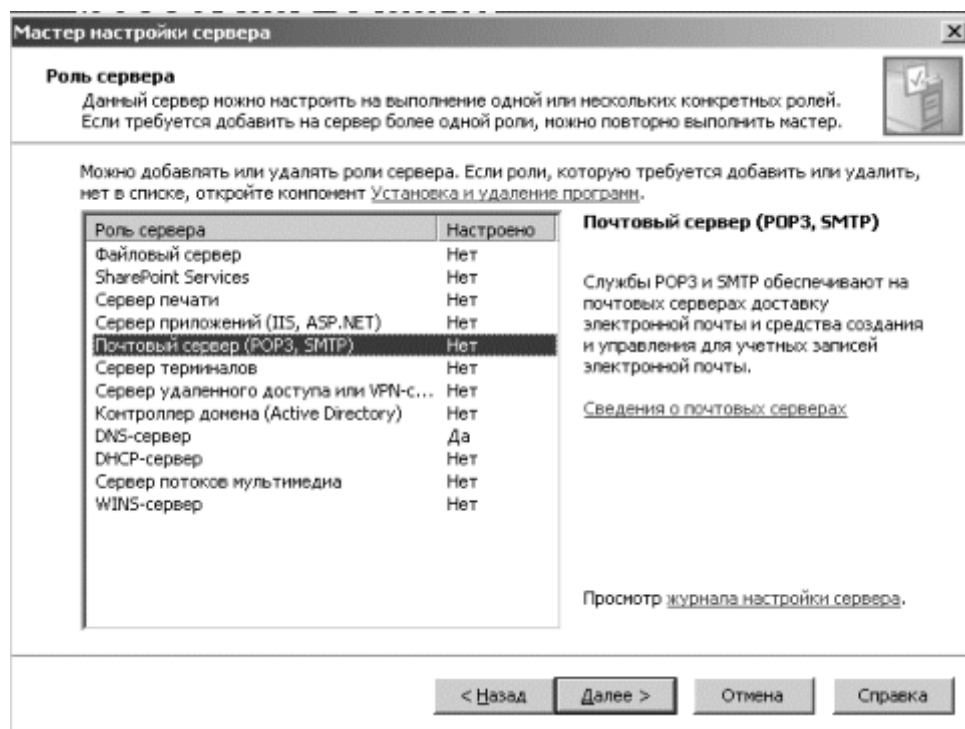 Мастер настройки сервера
Роль сервера
Данный сервер можно настроить на выполнение одной или нескольких конкретных ролей.
Если требуется добавить на сервер более одной роли, можно повторно выполнить мастер.
Можно добавлять или удалять роли сервера. Если роли, которую требуется добавить или удалить,
нет в списке, откройте компонент Установка и удаление программ.
Роль сервера Настроено
Файловый сервер Нет
SharePoint Services Нет
Сервер печати Нет
Сервер приложений (IIS, ASP.NET) Нет
Почтовый сервер (POP3, SMTP) Нет
Сервер терминалов Нет
Сервер удаленного доступа или VPN-с... Нет
Контроллер домена (Active Directory) Нет
DNS-сервер Да
DHCP-сервер Нет
Сервер потоков мультимедиа Нет
WINS-сервер Нет
Почтовый сервер (POP3, SMTP)
Службы POP3 и SMTP обеспечивают на
почтовых серверах доставку
электронной почты и средства создания
и управления для учетных записей
электронной почты.
Сведения о почтовых серверах
Просмотр журнала настройки сервера.
< Назад Далее > Отмена Справка